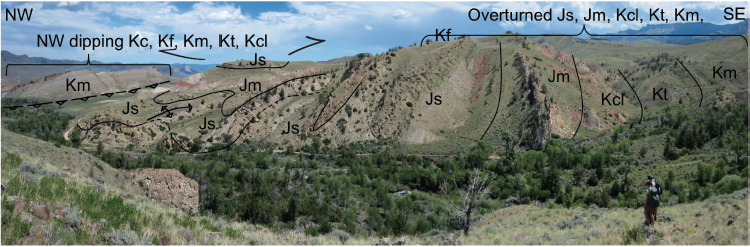 NW
Overturned Js, Jm, Kcl, Kt, Km,
SE
NW dipping Kc, Kf, Km, Kt, Kcl
Kf
Js
Km
Jm
Js
Js
Js
Js
Jm
Kcl
Kt
Km